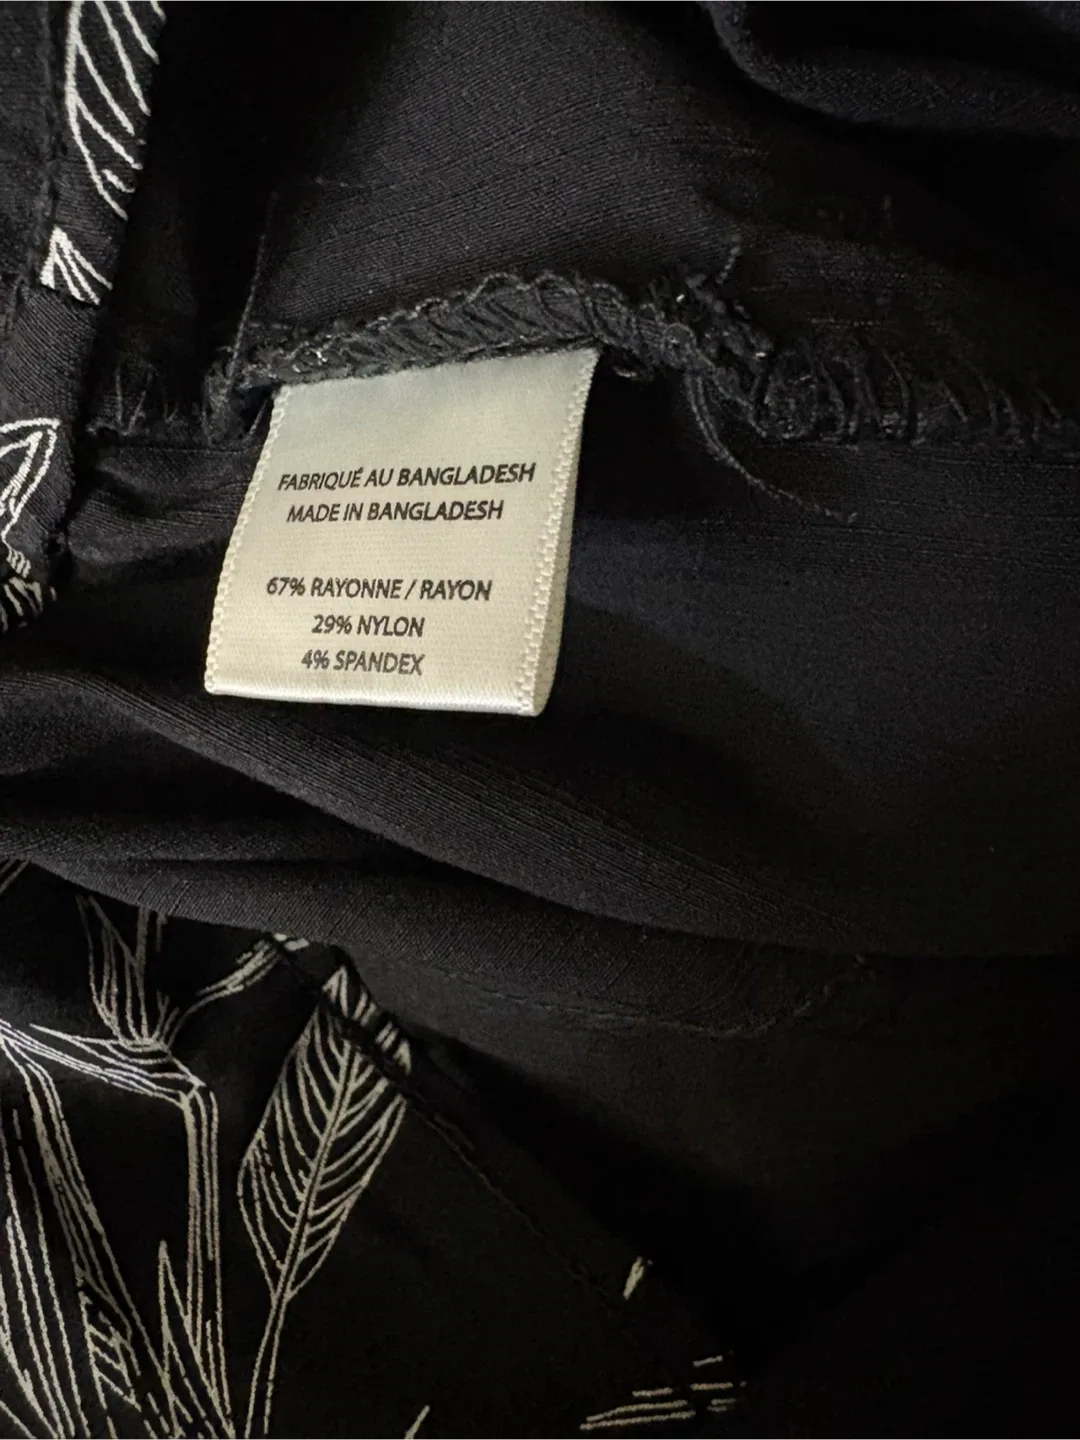 FABRIQUÉ AU BANGLADESH
MADE IN BANGLADESH
67% RAYONNE / RAYON
29% NYLON
4% SPANDEX